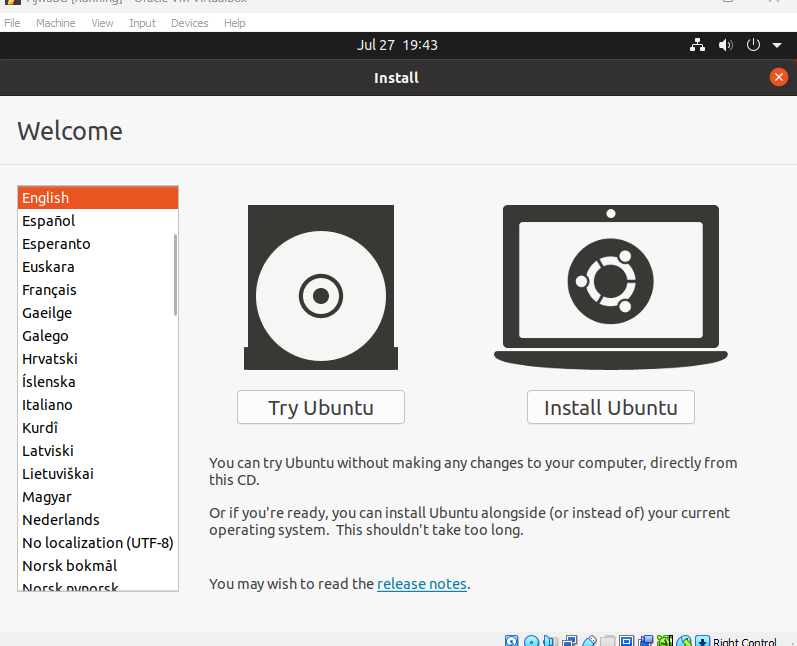 [Running] - Oracle VM VirtualBox
File Machine View Input Devices Help
Jul 27 19:43
Install
Welcome
English
Español
Esperanto
Euskara
Français
Gaeilge
Galego
Hrvatski
Íslenska
Italiano
Kurdî
Latviski
Lietuviškai
Magyar
Nederlands
No localization (UTF-8)
Norsk bokmål
Norsk nynorsk
Try Ubuntu
Install Ubuntu
You can try Ubuntu without making any changes to your computer, directly from
this CD.
Or if you're ready, you can install Ubuntu alongside (or instead of) your current
operating system. This shouldn't take too long.
You may wish to read the release notes.
Right Control